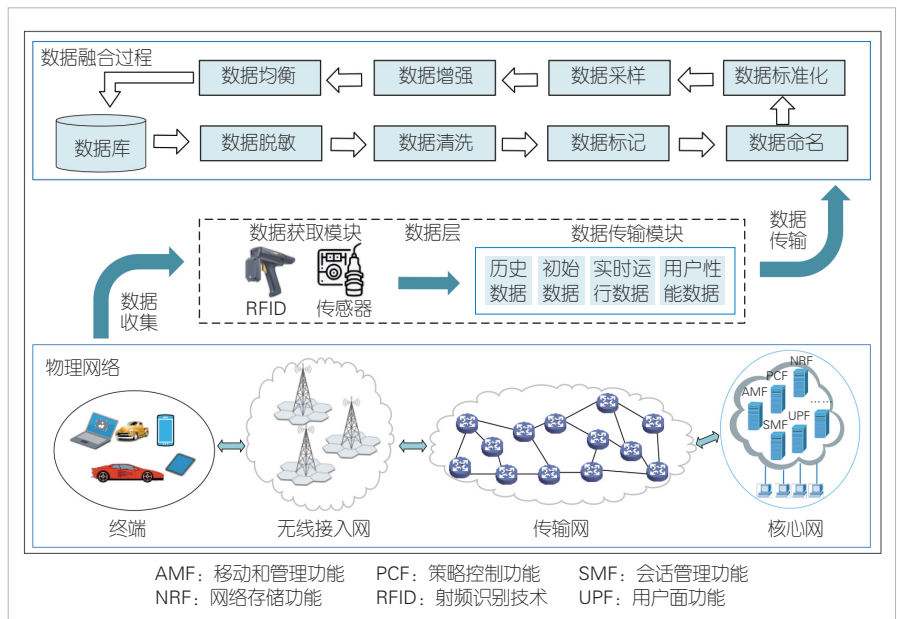 数据融合过程
数据均衡 数据增强 数据采样 数据标准化
数据库 数据脱敏 数据清洗 数据标记 数据命名
数据获取模块 数据层 数据传输模块
数据
传输
历史
数据
初始
数据
实时运
行数据
用户性
能数据
RFID 传感器
数据
收集
物理网络
NRF
PCF
AMF
......
UPF
SMF
终端 无线接入网 传输网 核心网
AMF：移动和管理功能 PCF：策略控制功能 SMF：会话管理功能
NRF：网络存储功能 RFID：射频识别技术 UPF：用户面功能